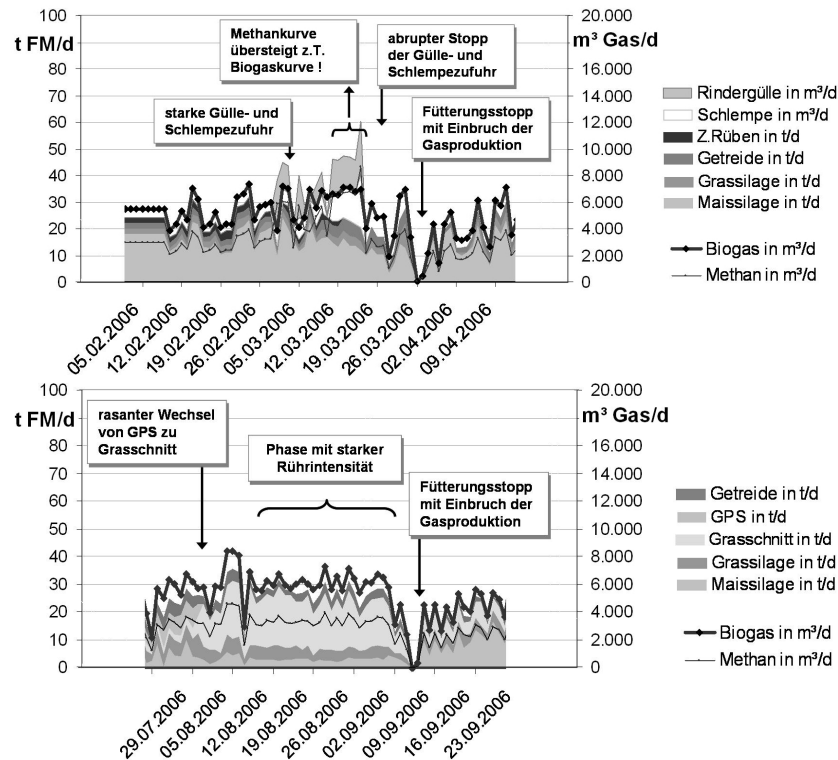 100
90
80
70
60
50
40
30
20
10
0
t FM/d
Methankurve
übersteigt z.T.
Biogaskurve !
starke Gülle- und
Schlempezufuhr
abrupter Stopp
der Gülle- und
Schlempezufuhr
Fütterungsstopp
mit Einbruch der
Gasproduktion
20.000
m³ Gas/d
16.000
14.000
12.000
10.000
8.000
6.000
4.000
2.000
0
Rindergülle in m³/d
Schlempe in m³/d
Z.Rüben in t/d
Getreide in t/d
Grassilage in t/d
Maissilage in t/d
Biogas in m³/d
Methan in m³/d
05.02.2006
12.02.2006
19.02.2006
26.02.2006
05.03.2006
12.03.2006
19.03.2006
26.03.2006
02.04.2006
09.04.2006
100
t FM/d
80
70
60
50
40
30
20
10
0
rasanter Wechsel
von GPS zu
Grasschnitt
Phase mit starker
Rührintensität
Fütterungsstopp
mit Einbruch der
Gasproduktion
20.000
m³ Gas/d
16.000
14.000
12.000
10.000
8.000
6.000
4.000
2.000
0
Getreide in t/d
GPS in t/d
Grasschnitt in t/d
Grassilage in t/d
Maissilage in t/d
Biogas in m³/d
Methan in m³/d
29.07.2006
05.08.2006
12.08.2006
19.08.2006
26.08.2006
02.09.2006
09.09.2006
16.09.2006
23.09.2006